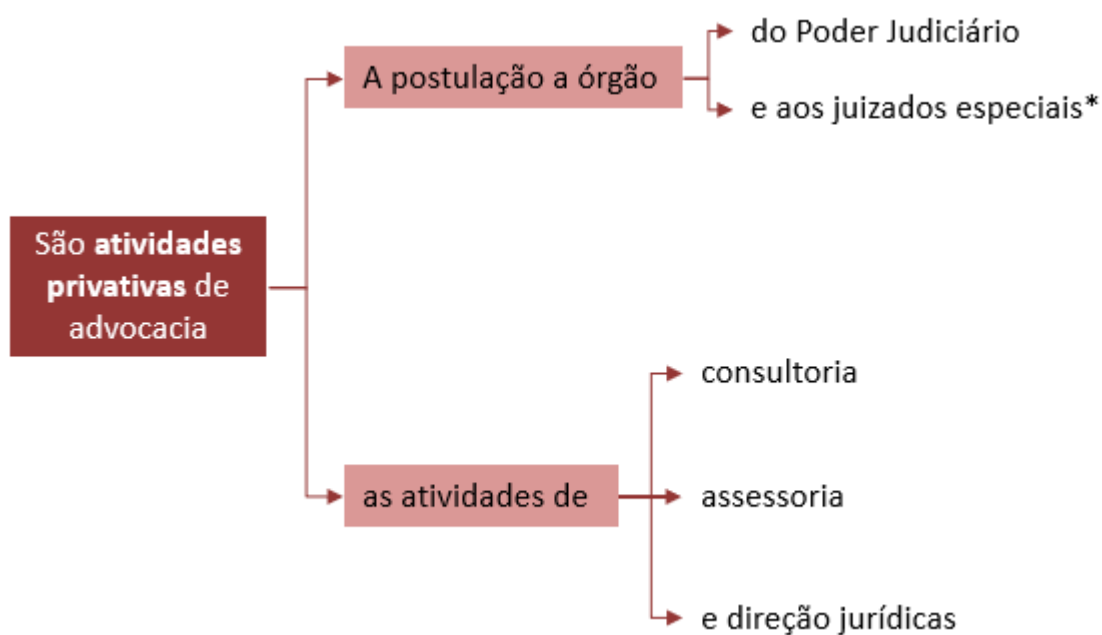 São atividades
privativas de
advocacia
A postulação a órgão
do Poder Judiciário
e aos juizados especiais*
as atividades de
consultoria
assessoria
e direção jurídicas